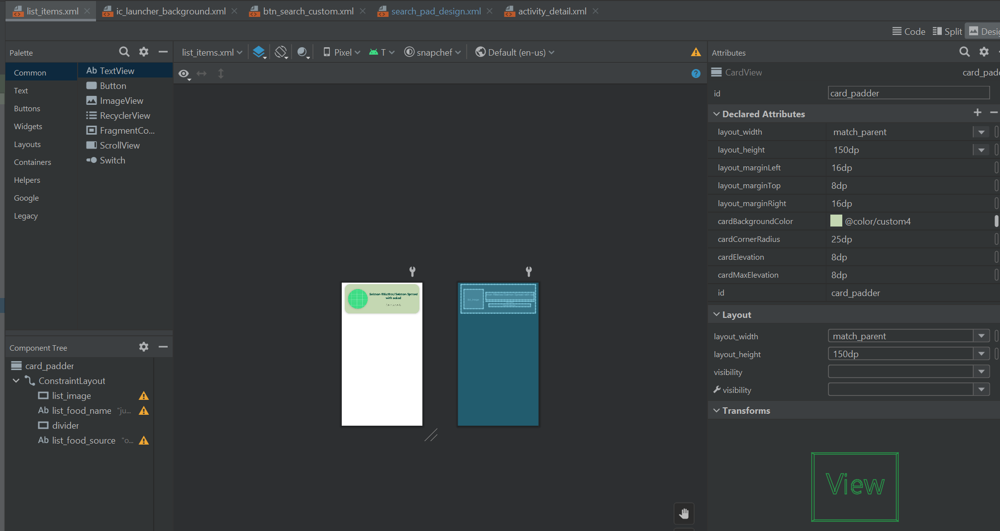 list_items.xml
ic_launcher_background.xml
btn_search_custom.xml
search_pad_design.xml
activity_detail.xml
Code
Split
Desig
Palette
list_items.xml
Pixel
T
snapchef
Default (en-us)
Attributes
Common
Text
Buttons
Widgets
Layouts
Containers
Helpers
Google
Legacy
Ab TextView
Button
ImageView
RecyclerView
FragmentCo...
ScrollView
Switch
?
CardView
card_padd
id
card_padder
Declared Attributes
layout_width
match_parent
layout_height
150dp
layout_marginLeft
16dp
layout_marginTop
8dp
layout_marginRight
16dp
cardBackgroundColor
@color/custom4
cardCornerRadius
25dp
cardElevation
8dp
cardMaxElevation
8dp
id
card_padder
Layout
layout_width
match_parent
layout_height
150dp
visibility
visibility
Transforms
View
Salmon Rillettes/Salmon Spread
with salad
list_image
Component Tree
card_padder
ConstraintLayout
list_image
Ab list_food_name "ju...
divider
Ab list_food_source "o...